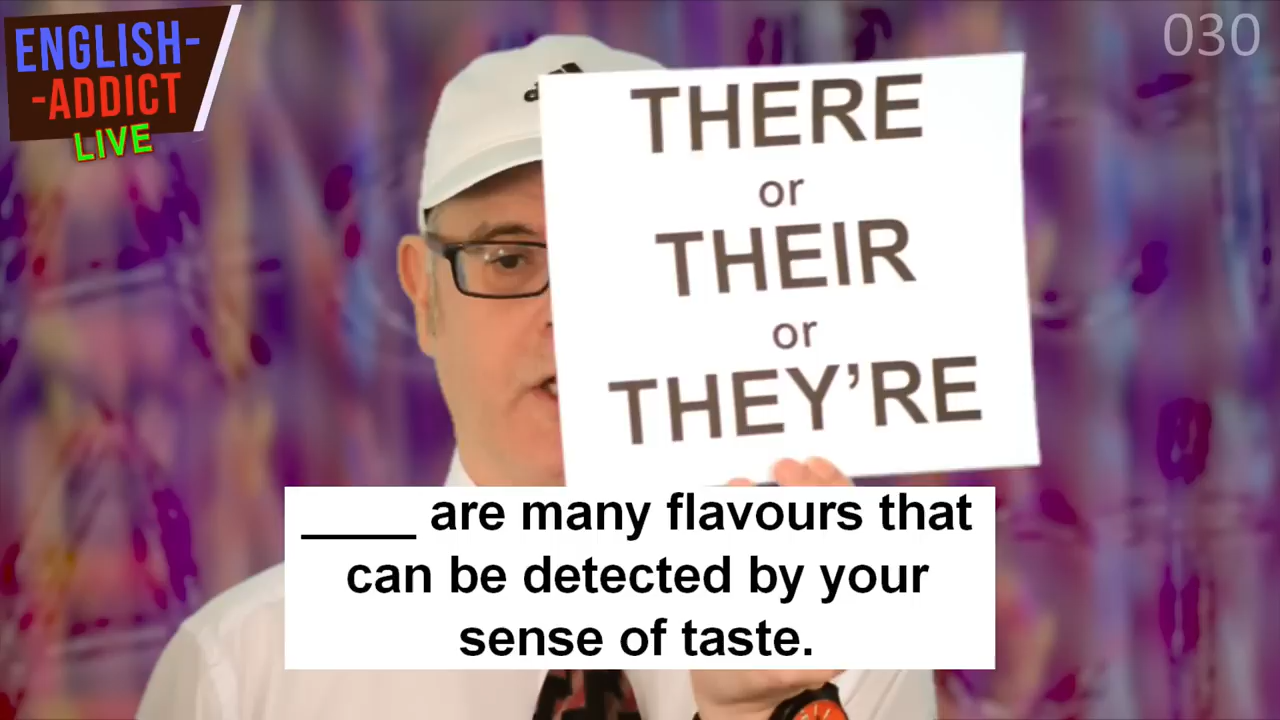 ENGLISH-
-ADDICT
LIVE
030
THERE
or
THEIR
or
THEY'RE
____ are many flavours that
can be detected by your
sense of taste.